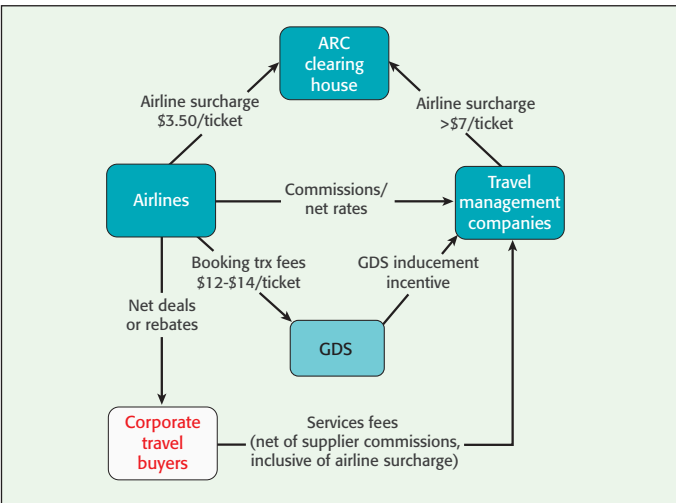 ARC
clearing
house
Airline surcharge
$3.50/ticket
Airline surcharge
>$7/ticket
Airlines
Commissions/
net rates
Travel
management
companies
Booking trx fees
$12-$14/ticket
GDS inducement
incentive
Net deals
or rebates
GDS
Corporate
travel
buyers
Services fees
(net of supplier commissions,
inclusive of airline surcharge)